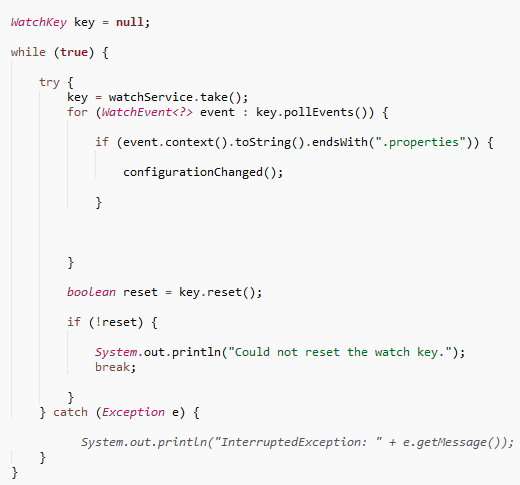 WatchKey key = null;
while (true) {
try {
key = watchService.take();
for (WatchEvent<?> event : key.pollEvents()) {
if (event.context().toString().endsWith(".properties")) {
configurationChanged();
}
}
boolean reset = key.reset();
if (!reset) {
System.out.println("Could not reset the watch key.");
break;
}
} catch (Exception e) {
System.out.println("InterruptedException: " + e.getMessage());
}
}